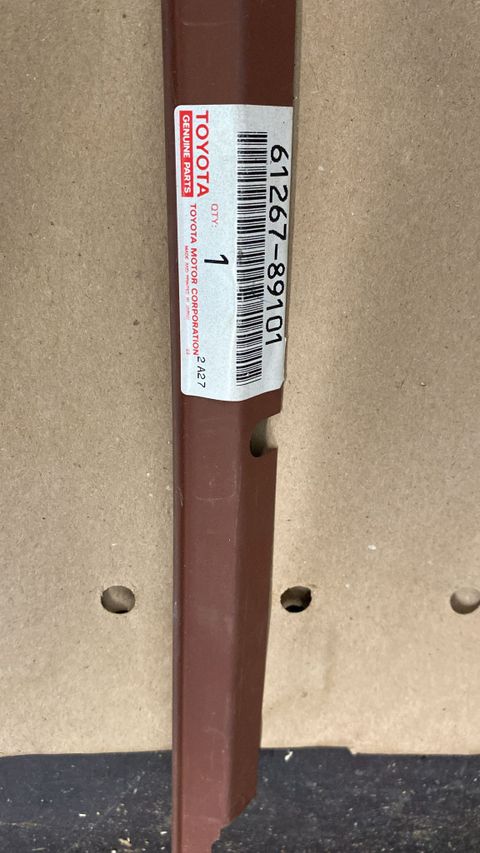 61267-89101
QTY:
1
TOYOTA
GENUINE PARTS
TOYOTA MOTOR CORPORATION
2 A27